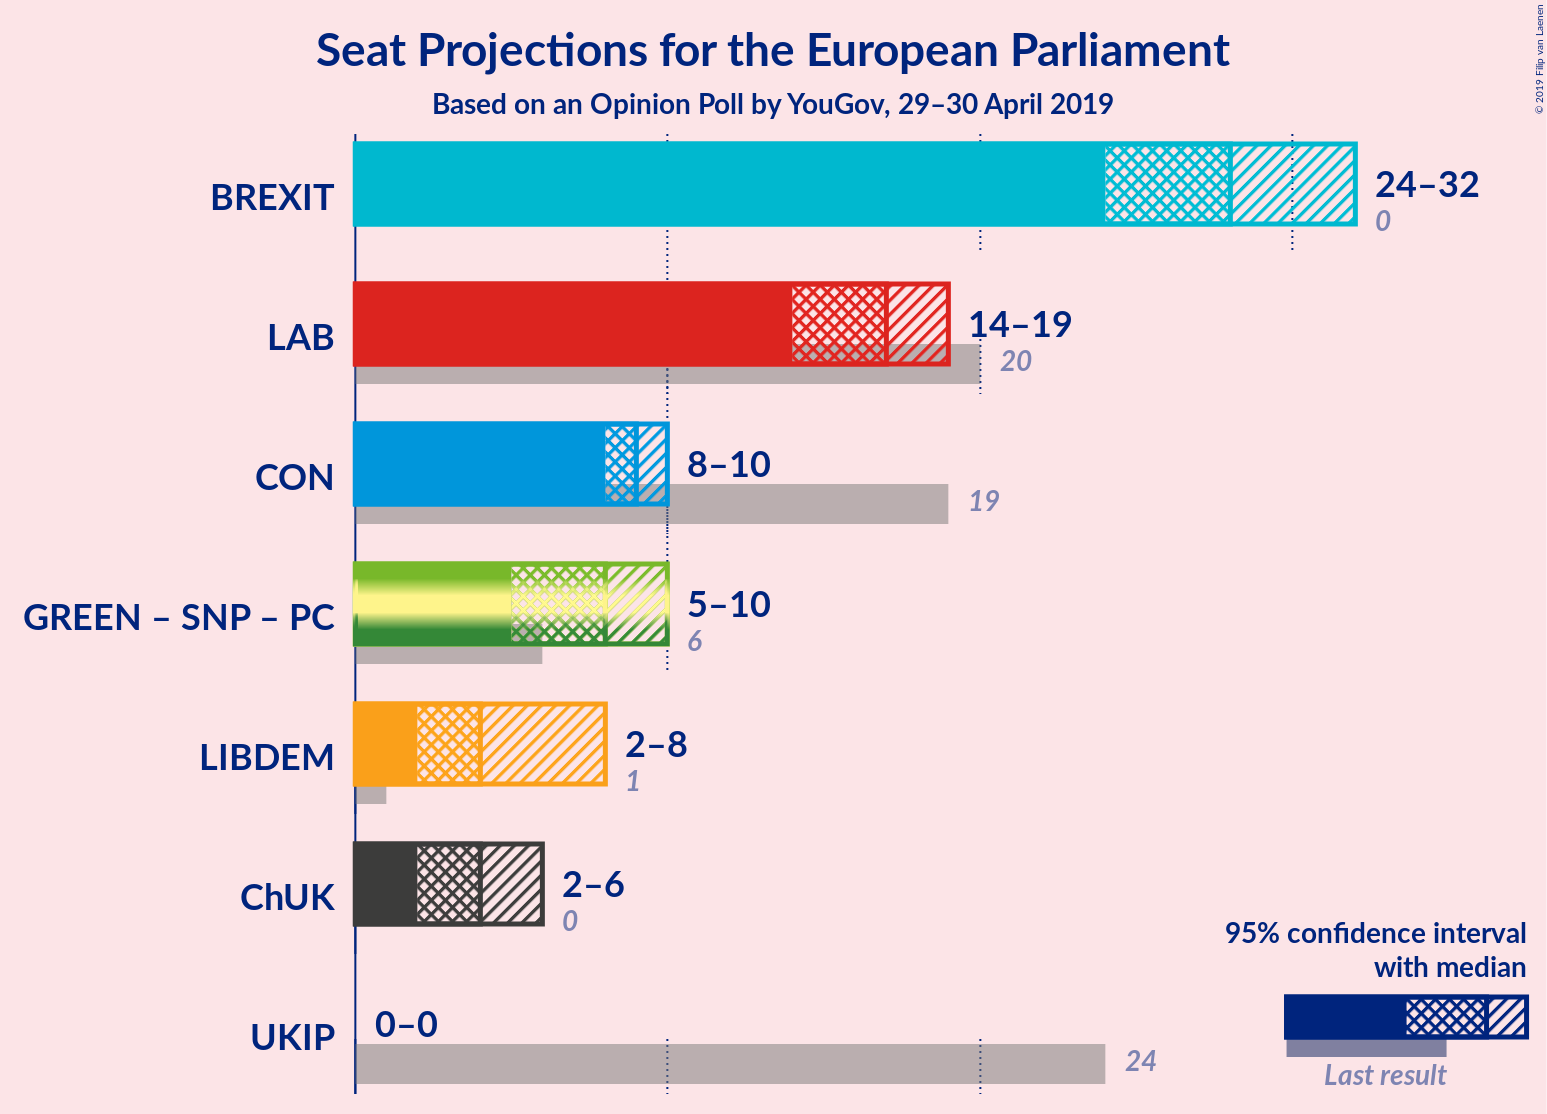 Seat Projections for the European Parliament
Based on an Opinion Poll by YouGov, 29–30 April 2019
© 2019 Filip van Laenen
BREXIT
24–32
0
LAB
14–19
20
CON
8–10
19
GREEN – SNP – PC
5–10
6
LIBDEM
2–8
1
ChUK
2–6
0
UKIP
0–0
24
95% confidence interval
with median
Last result